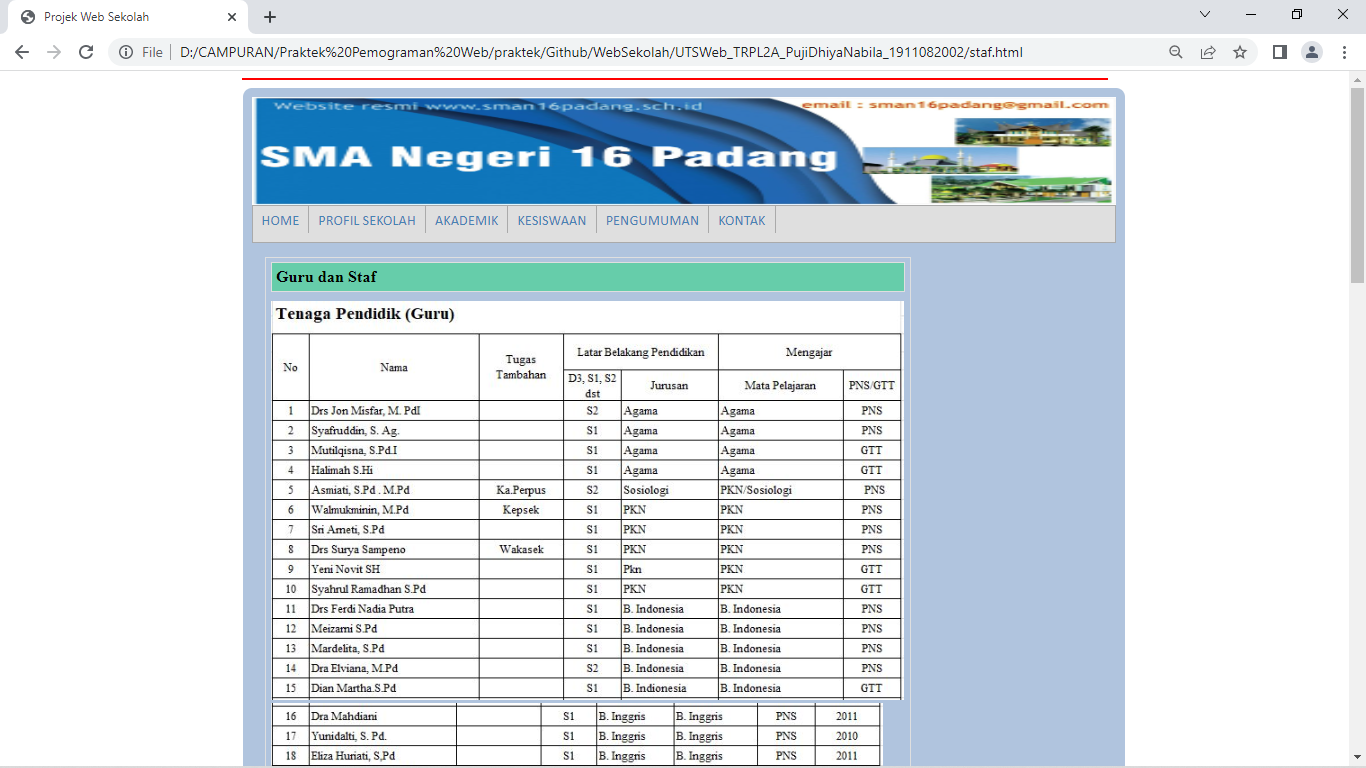 Projek Web Sekolah
File | D:/CAMPURAN/Praktek%20Pemograman%20Web/praktek/Github/WebSekolah/UTSWeb_TRPL2A_PujiDhiyaNabila_1911082002/staf.html
Website resmi www.sman16padang.sch.id email : sman16padang@gmail.com
SMA Negeri 16 Padang
HOME PROFIL SEKOLAH AKADEMIK KESISWAAN PENGUMUMAN KONTAK
Guru dan Staf
Tenaga Pendidik (Guru)
No Nama Tugas Tambahan Latar Belakang Pendidikan Mengajar
D3, S1, S2 dst Jurusan Mata Pelajaran PNS/GTT
1 Drs Jon Misfar, M. PdI S2 Agama Agama PNS
2 Syafruddin, S. Ag. S1 Agama Agama PNS
3 Mutilqisna, S.Pd.I S1 Agama Agama GTT
4 Halimah S.Hi S1 Agama Agama GTT
5 Asmiati, S.Pd . M.Pd Ka.Perpus S2 Sosiologi PKN/Sosiologi PNS
6 Walmukminin, M.Pd Kepsek S1 PKN PKN PNS
7 Sri Arneti, S.Pd S1 PKN PKN PNS
8 Drs Surya Sampeno Wakasek S1 PKN PKN PNS
9 Yeni Novit SH S1 Pkn PKN GTT
10 Syahrul Ramadhan S.Pd S1 PKN PKN GTT
11 Drs Ferdi Nadia Putra S1 B. Indonesia B. Indonesia PNS
12 Meizarni S.Pd S1 B. Indonesia B. Indonesia PNS
13 Mardelita, S.Pd S1 B. Indonesia B. Indonesia PNS
14 Dra Elviana, M.Pd S2 B. Indonesia B. Indonesia PNS
15 Dian Martha.S.Pd S1 B. Indionesia B. Indonesia GTT
16 Dra Mahdiani S1 B. Inggris B. Inggris PNS 2011
17 Yunidalti, S. Pd. S1 B. Inggris B. Inggris PNS 2010
18 Eliza Huriati, S,Pd S1 B. Inggris B. Inggris PNS 2011